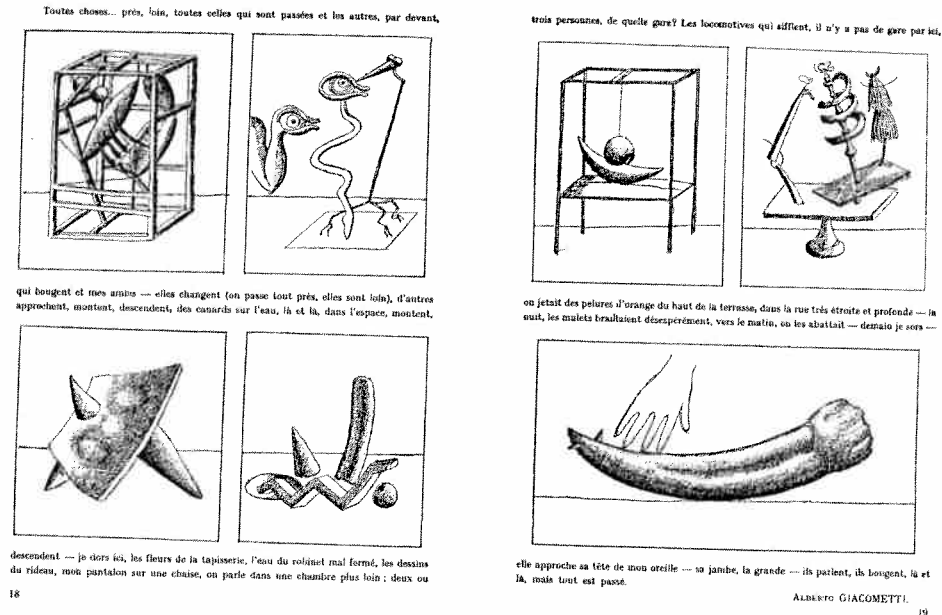 Toutes choses... près, loin, toutes celles qui sont passées et les autres, par devant,
qui bougent et mes amies — elles changent (on passe tout près, elles sont loin), d'autres
approchent, montent, descendent, des canards sur l'eau, là et là, dans l'espace, montent,
descendent — je dors ici, les fleurs de la tapisserie, l'eau du robinet mal fermé, les dessins
du rideau, mon pantalon sur une chaise, on parle dans une chambre plus loin ; deux ou
18
trois personnes, de quelle gare? Les locomotives qui sifflent, il n'y a pas de gare par ici,
on jetait des pelures d'orange du haut de la terrasse, dans la rue très étroite et profonde — la
nuit, les mulets braillaient désespérément, vers le matin, on les abattait — demain je sors —
elle approche sa tête de mon oreille — sa jambe, la grande — ils parlent, ils bougent, là et
là, mais tout est passé.
ALBERTO GIACOMETTI.
19